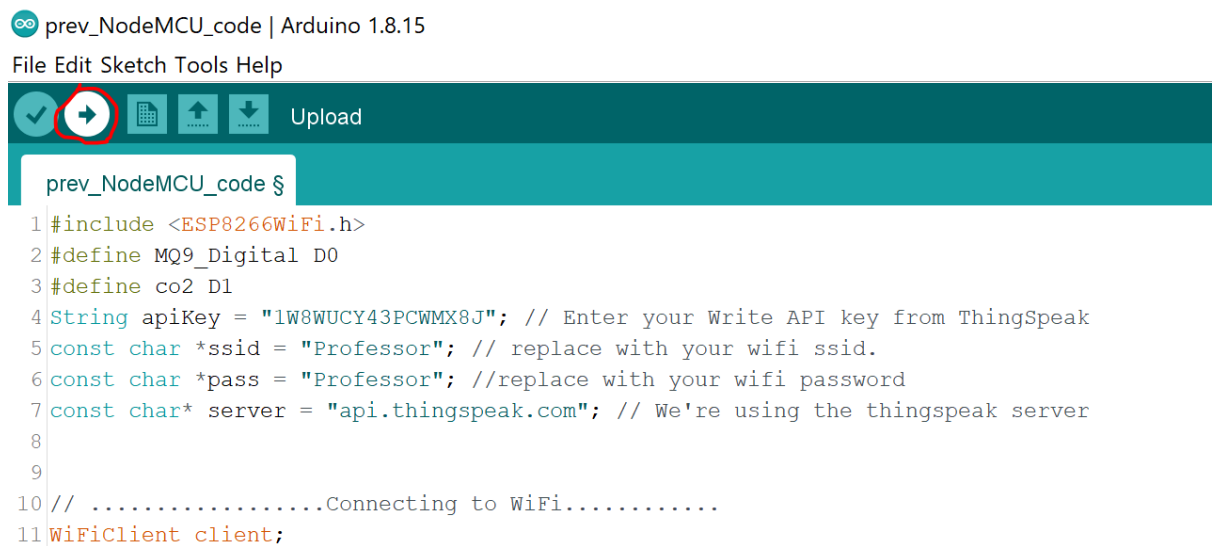 prev_NodeMCU_code | Arduino 1.8.15
File Edit Sketch Tools Help
Upload
prev_NodeMCU_code §
1 #include <ESP8266WiFi.h>
2 #define MQ9_Digital D0
3 #define co2 D1
4 String apiKey = "1W8WUCY43PCWMX8J"; // Enter your Write API key from ThingSpeak
5 const char *ssid = "Professor"; // replace with your wifi ssid.
6 const char *pass = "Professor"; //replace with your wifi password
7 const char* server = "api.thingspeak.com"; // We're using the thingspeak server
8
9
10 // ..................Connecting to WiFi............
11 WiFiClient client;